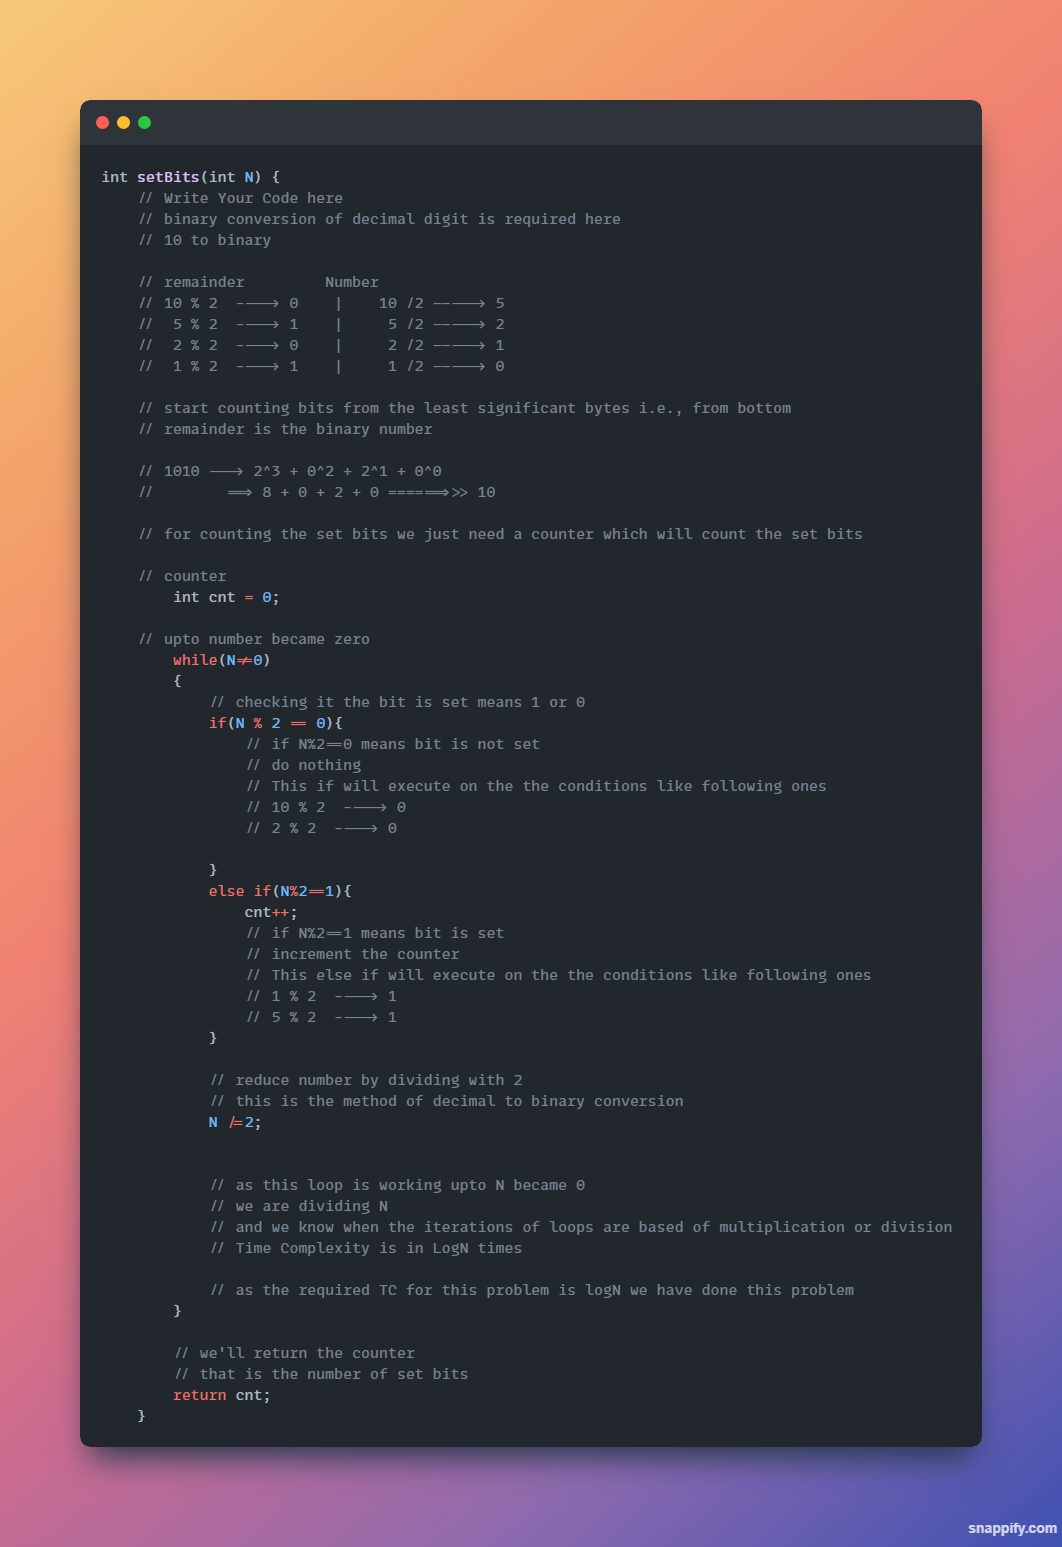 int setBits(int N) {
    // Write Your Code here
    // binary conversion of decimal digit is required here
    // 10 to binary
    // remainder         Number
    // 10 % 2  ----> 0    |    10 /2 -----> 5
    //  5 % 2  ----> 1    |     5 /2 -----> 2
    //  2 % 2  ----> 0    |     2 /2 -----> 1
    //  1 % 2  ----> 1    |     1 /2 -----> 0
    // start counting bits from the least significant bytes i.e., from bottom
    // remainder is the binary number
    // 1010 ---> 2^3 + 0^2 + 2^1 + 0^0
    //        ==> 8 + 0 + 2 + 0 ======>>> 10
    // for counting the set bits we just need a counter which will count the set bits
    // counter
        int cnt = 0;
    // upto number became zero
        while(N!=0)
        {
            // checking it the bit is set means 1 or 0
            if(N % 2 == 0){
                // if N%2==0 means bit is not set
                // do nothing
                // This if will execute on the the conditions like following ones
                // 10 % 2  ----> 0
                // 2 % 2  ----> 0
            }
            else if(N%2==1){
                cnt++;
                // if N%2==1 means bit is set
                // increment the counter
                // This else if will execute on the the conditions like following ones
                // 1 % 2  ----> 1
                // 5 % 2  ----> 1
            }
            // reduce number by dividing with 2
            // this is the method of decimal to binary conversion
            N /=2;
            // as this loop is working upto N became 0
            // we are dividing N
            // and we know when the iterations of loops are based of multiplication or division
            // Time Complexity is in LogN times
            // as the required TC for this problem is logN we have done this problem
        }
        // we'll return the counter
        // that is the number of set bits
        return cnt;
    }
snappify.com